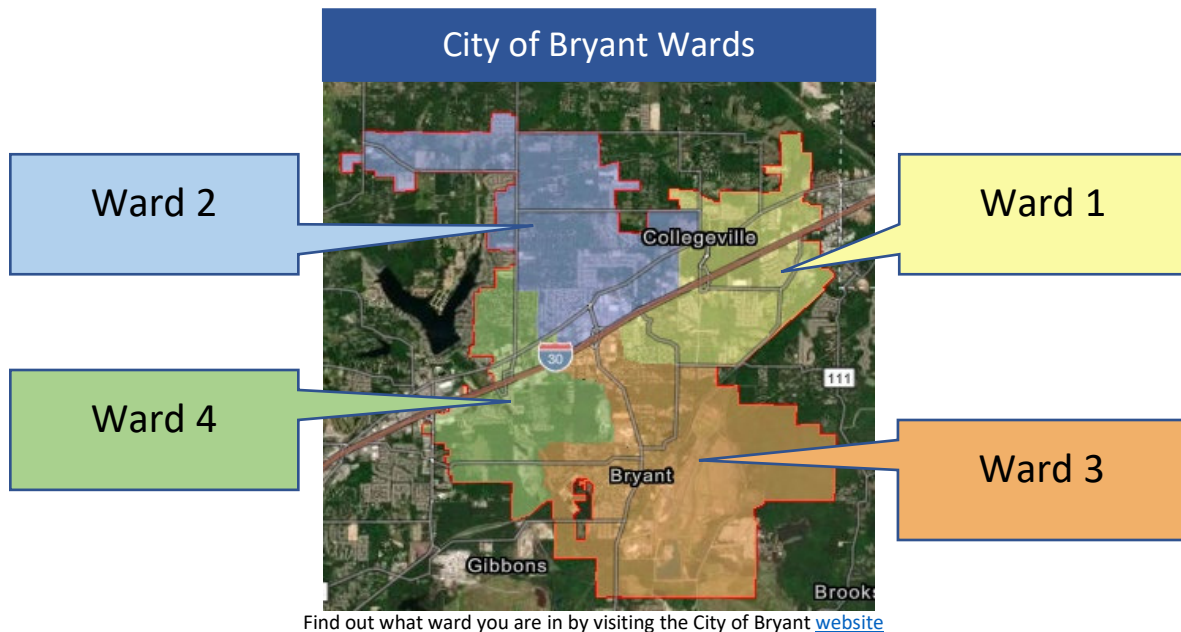 City of Bryant Wards
Ward 2
Ward 1
Collegeville
30
111
Ward 4
Ward 3
Bryant
Gibbons
Brooks
Find out what ward you are in by visiting the City of Bryant website